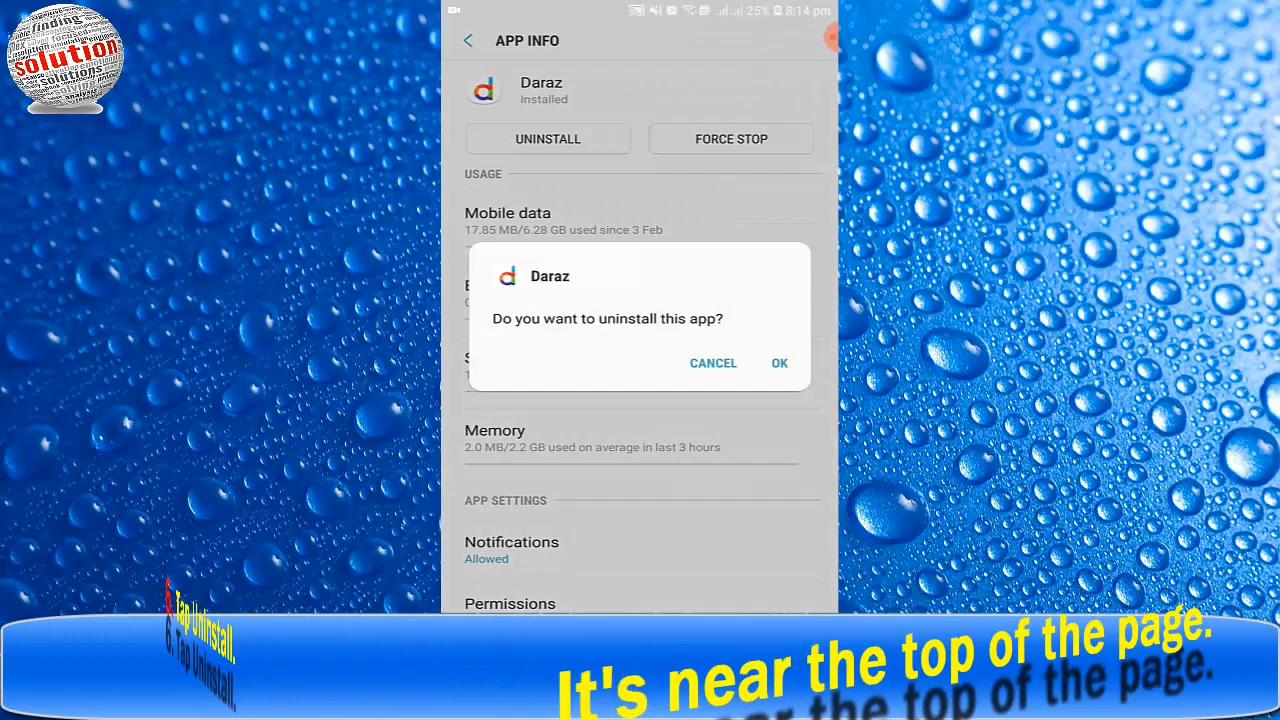 finding
solution
solutions
solving
25% 8:14 pm
APP INFO
Daraz
Installed
UNINSTALL
FORCE STOP
USAGE
Mobile data
17.85 MB/6.28 GB used since 3 Feb
Daraz
Do you want to uninstall this app?
CANCEL
OK
Memory
2.0 MB/2.2 GB used on average in last 3 hours
APP SETTINGS
Notifications
Allowed
Permissions
6. Tap Uninstall.
It's near the top of the page.